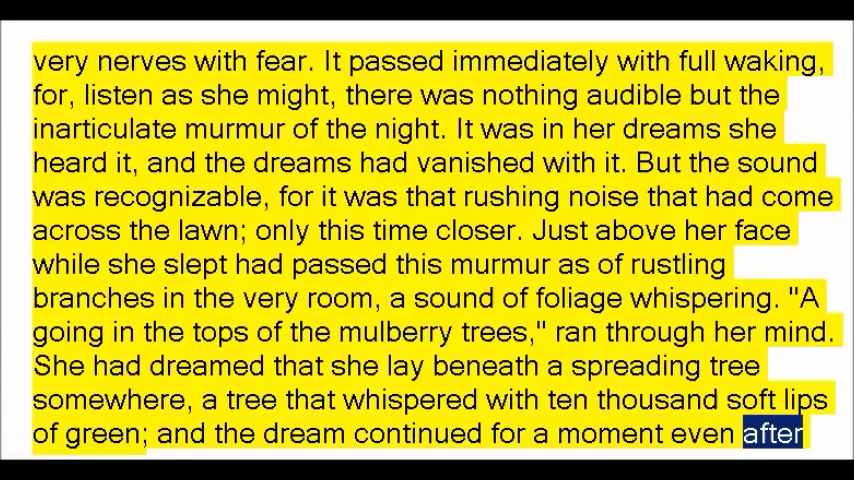 very nerves with fear. It passed immediately with full waking,
for, listen as she might, there was nothing audible but the
inarticulate murmur of the night. It was in her dreams she
heard it, and the dreams had vanished with it. But the sound
was recognizable, for it was that rushing noise that had come
across the lawn; only this time closer. Just above her face
while she slept had passed this murmur as of rustling
branches in the very room, a sound of foliage whispering. "A
going in the tops of the mulberry trees," ran through her mind.
She had dreamed that she lay beneath a spreading tree
somewhere, a tree that whispered with ten thousand soft lips
of green; and the dream continued for a moment even after